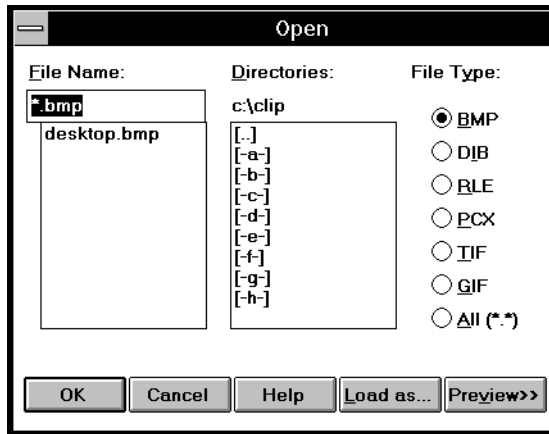 Open
File Name:
*.bmp
desktop.bmp
Directories:
c:\clip
[..]
[-a-]
[-b-]
[-c-]
[-d-]
[-e-]
[-f-]
[-g-]
[-h-]
File Type:
BMP
DIB
RLE
PCX
TIF
GIF
All (*.*)
OK Cancel Help Load as... Preview>>